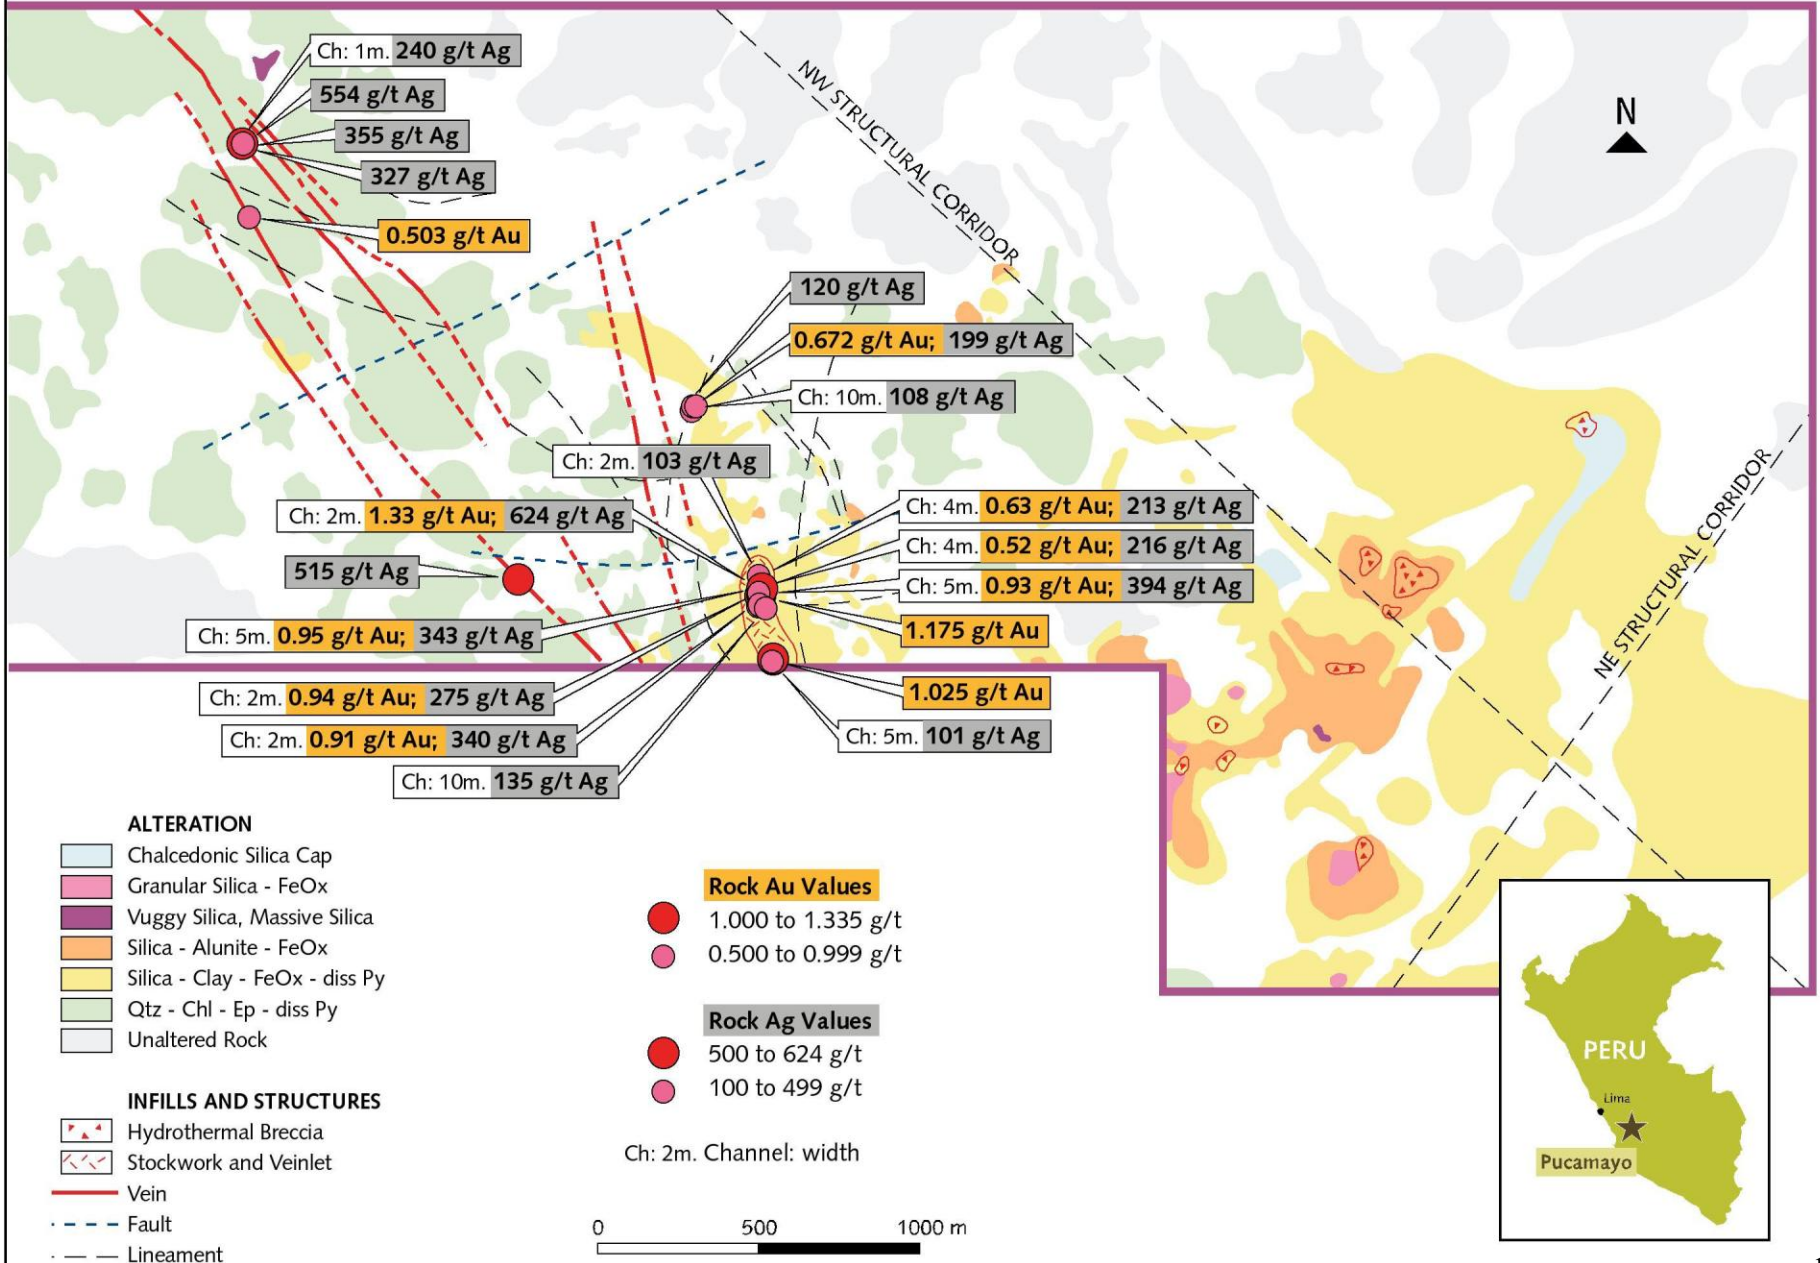 Ch: 1m. 240 g/t Ag
554 g/t Ag
355 g/t Ag
327 g/t Ag
0.503 g/t Au
NW STRUCTURAL CORRIDOR
N
120 g/t Ag
0.672 g/t Au; 199 g/t Ag
Ch: 10m. 108 g/t Ag
Ch: 2m. 103 g/t Ag
Ch: 2m. 1.33 g/t Au; 624 g/t Ag
515 g/t Ag
Ch: 4m. 0.63 g/t Au; 213 g/t Ag
Ch: 4m. 0.52 g/t Au; 216 g/t Ag
Ch: 5m. 0.93 g/t Au; 394 g/t Ag
NE STRUCTURAL CORRIDOR
Ch: 5m. 0.95 g/t Au; 343 g/t Ag
1.175 g/t Au
Ch: 2m. 0.94 g/t Au; 275 g/t Ag
1.025 g/t Au
Ch: 2m. 0.91 g/t Au; 340 g/t Ag
Ch: 5m. 101 g/t Ag
Ch: 10m. 135 g/t Ag
ALTERATION
Chalcedonic Silica Cap
Granular Silica - FeOx
Vuggy Silica, Massive Silica
Silica - Alunite - FeOx
Silica - Clay - FeOx - diss Py
Qtz - Chl - Ep - diss Py
Unaltered Rock
INFILLS AND STRUCTURES
Hydrothermal Breccia
Stockwork and Veinlet
Vein
Fault
Lineament
Rock Au Values
1.000 to 1.335 g/t
0.500 to 0.999 g/t
Rock Ag Values
500 to 624 g/t
100 to 499 g/t
Ch: 2m. Channel: width
0 500 1000 m
PERU
Lima
Pucamayo